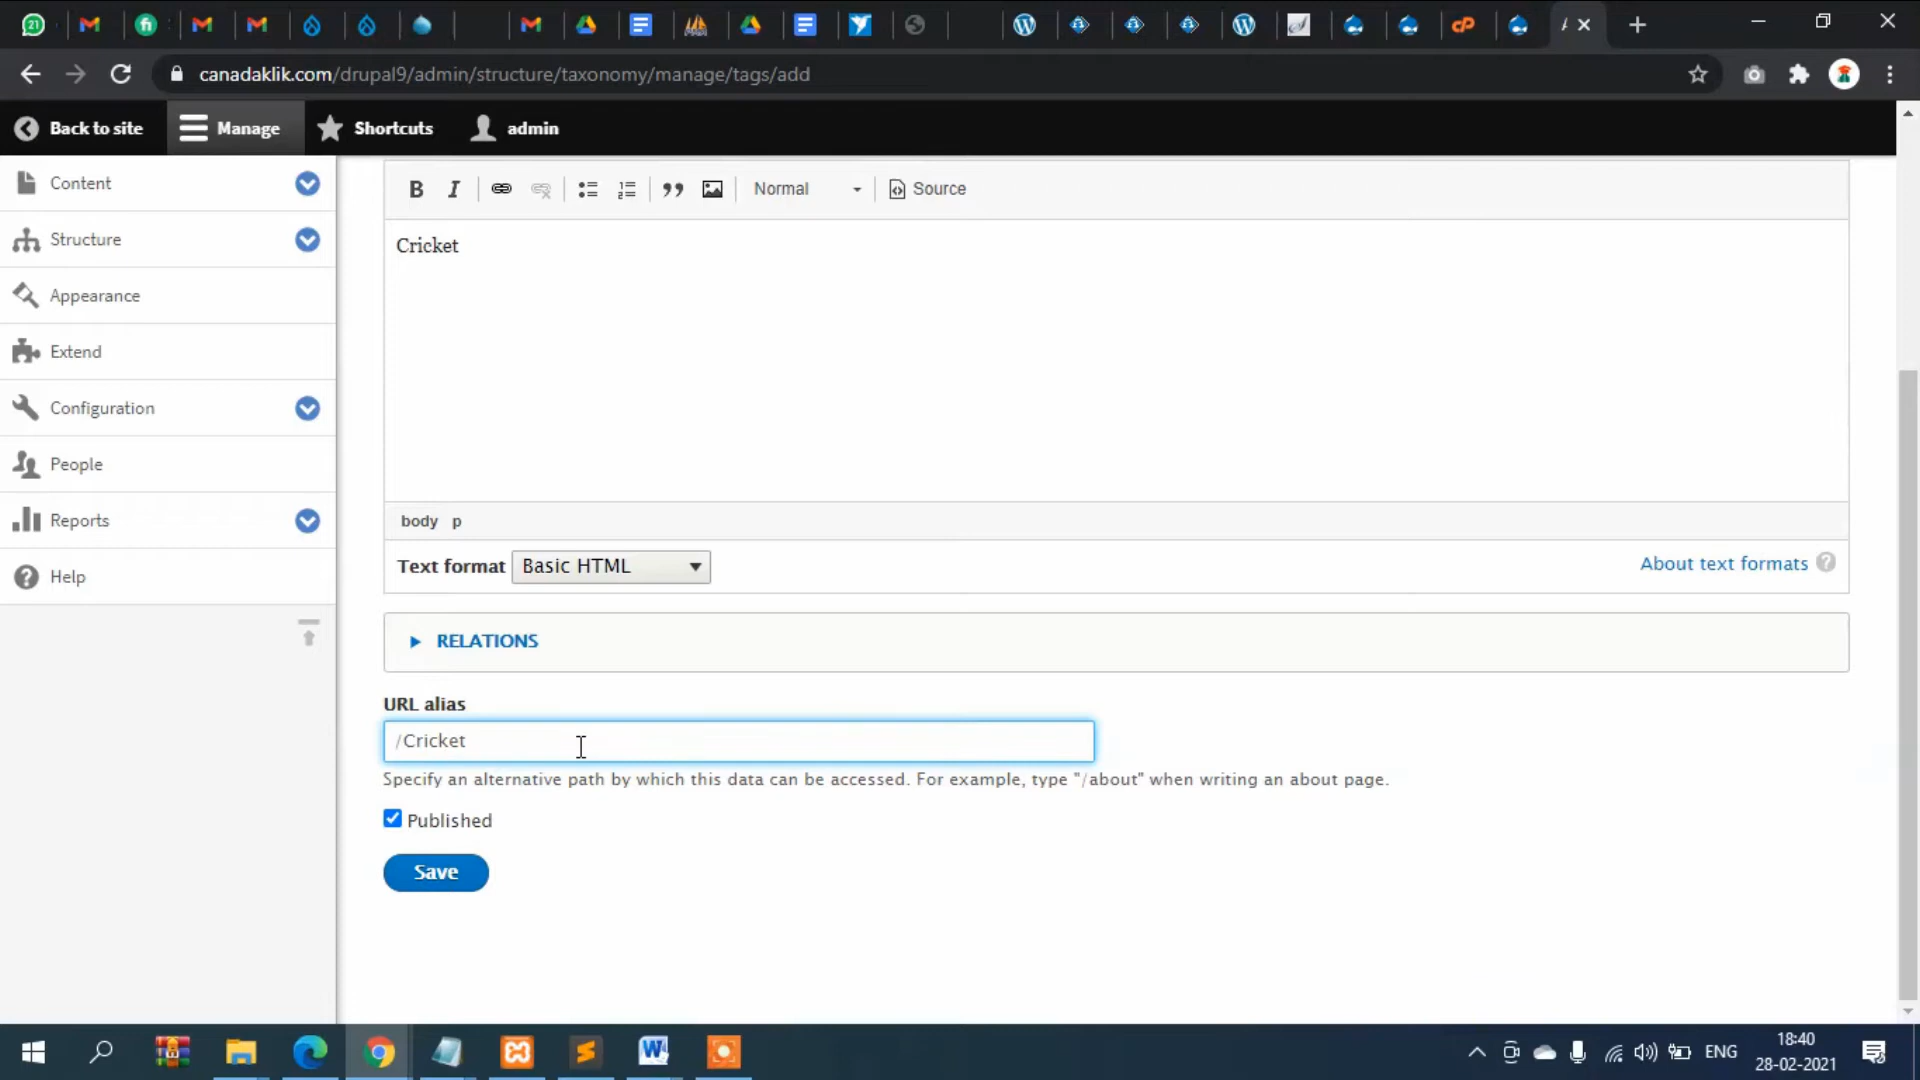 21
canadaklik.com/drupal9/admin/structure/taxonomy/manage/tags/add
Back to site
Manage
Shortcuts
admin
Content
Structure
Appearance
Extend
Configuration
People
Reports
Help
B I
Normal
Source
Cricket
body p
Text format Basic HTML
About text formats ?
RELATIONS
URL alias
/Cricket
Specify an alternative path by which this data can be accessed. For example, type "/about" when writing an about page.
Published
Save
ENG
18:40
28-02-2021